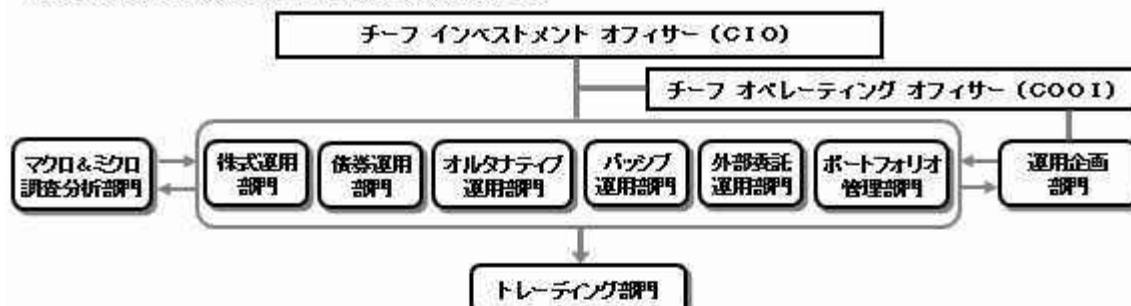 チーフ インベストメント オフィサー (CIO)
チーフ オペレーティング オフィサー (COOI)
マクロ&ミクロ
調査分析部門
株式運用
部門
債券運用
部門
オルタナティブ
運用部門
パッシブ
運用部門
外部委託
運用部門
ポートフォリオ
管理部門
運用企画
部門
トレーディング部門